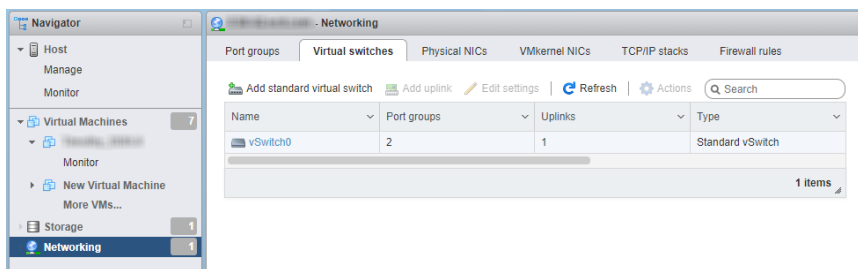 Navigator
- Networking
Host
Manage
Monitor
Virtual Machines 7
Monitor
New Virtual Machine
More VMs...
Storage 1
Networking 1
Port groups Virtual switches Physical NICs VMkernel NICs TCP/IP stacks Firewall rules
Add standard virtual switch Add uplink Edit settings Refresh Actions Search
Name Port groups Uplinks Type
vSwitch0 2 1 Standard vSwitch
1 items